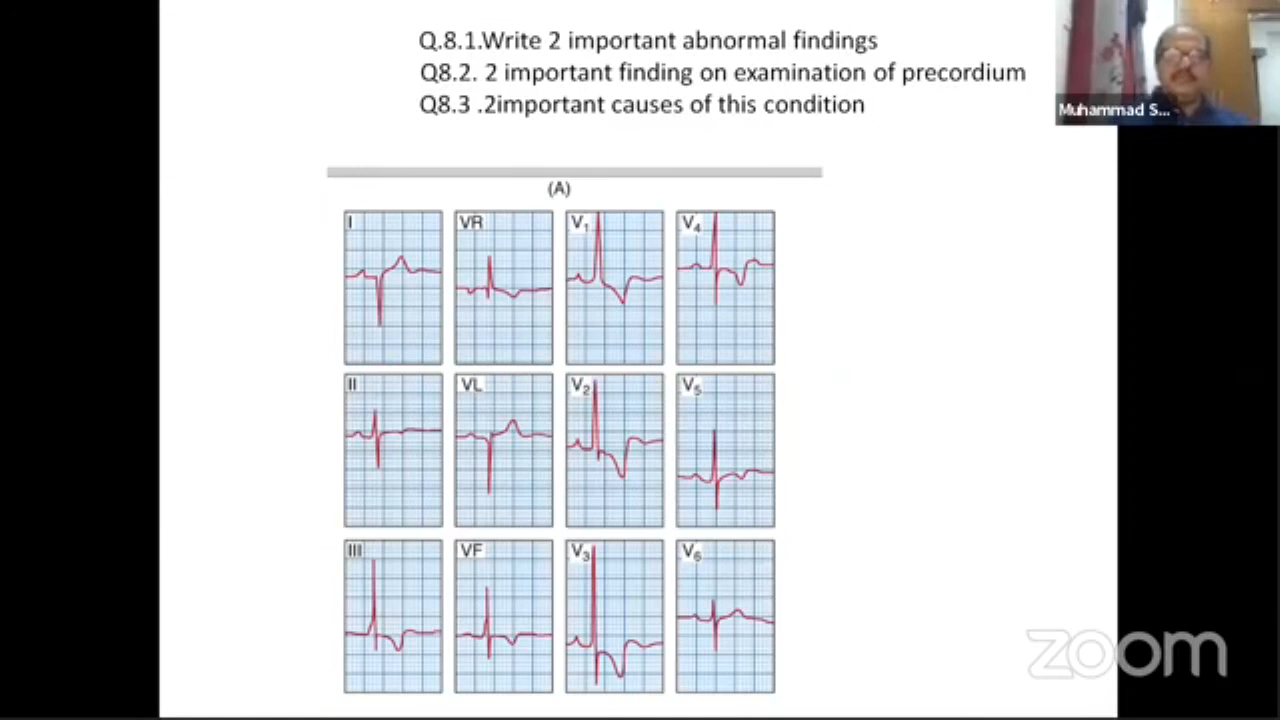 Q.8.1.Write 2 important abnormal findings
Q8.2. 2 important finding on examination of precordium
Q8.3 .2important causes of this condition
Muhammad S...
(A)
I VR V₁ V₄
II VL V₂ V₅
III VF V₃ V₆
zoom